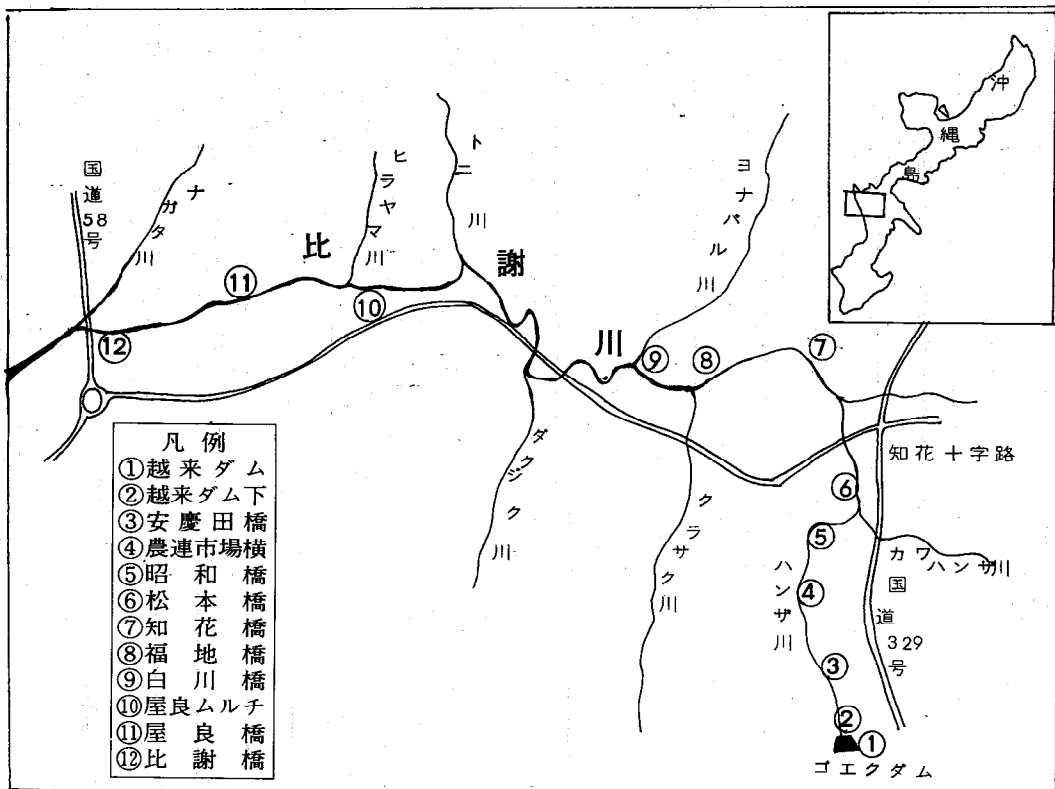 沖縄島
国道58号
ナガタ川
ヒラヤマ川
トニ川
ヨナバル川
比謝川
ダクジク川
クラサク川
ハンザ川
カワハンザ川
知花十字路
国道329号
ゴエクダム
⑫
⑪
⑩
⑨
⑧
⑦
⑥
⑤
④
③
②
①
凡例
①越来ダム
②越来ダム下
③安慶田橋
④農連市場横
⑤昭和橋
⑥松本橋
⑦知花橋
⑧福地橋
⑨白川橋
⑩屋良ムルチ
⑪屋良橋
⑫比謝橋